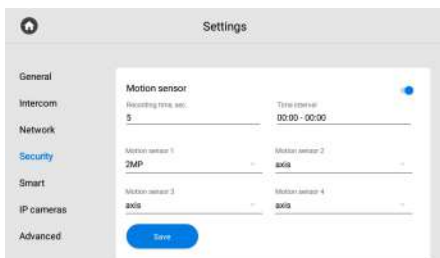 Settings
General
Intercom
Network
Security
Smart
IP cameras
Advanced
Motion sensor
Recording time, sec.
5
Time interval
00:00 - 00:00
Motion sensor 1
2MP
Motion sensor 2
axis
Motion sensor 3
axis
Motion sensor 4
axis
Save